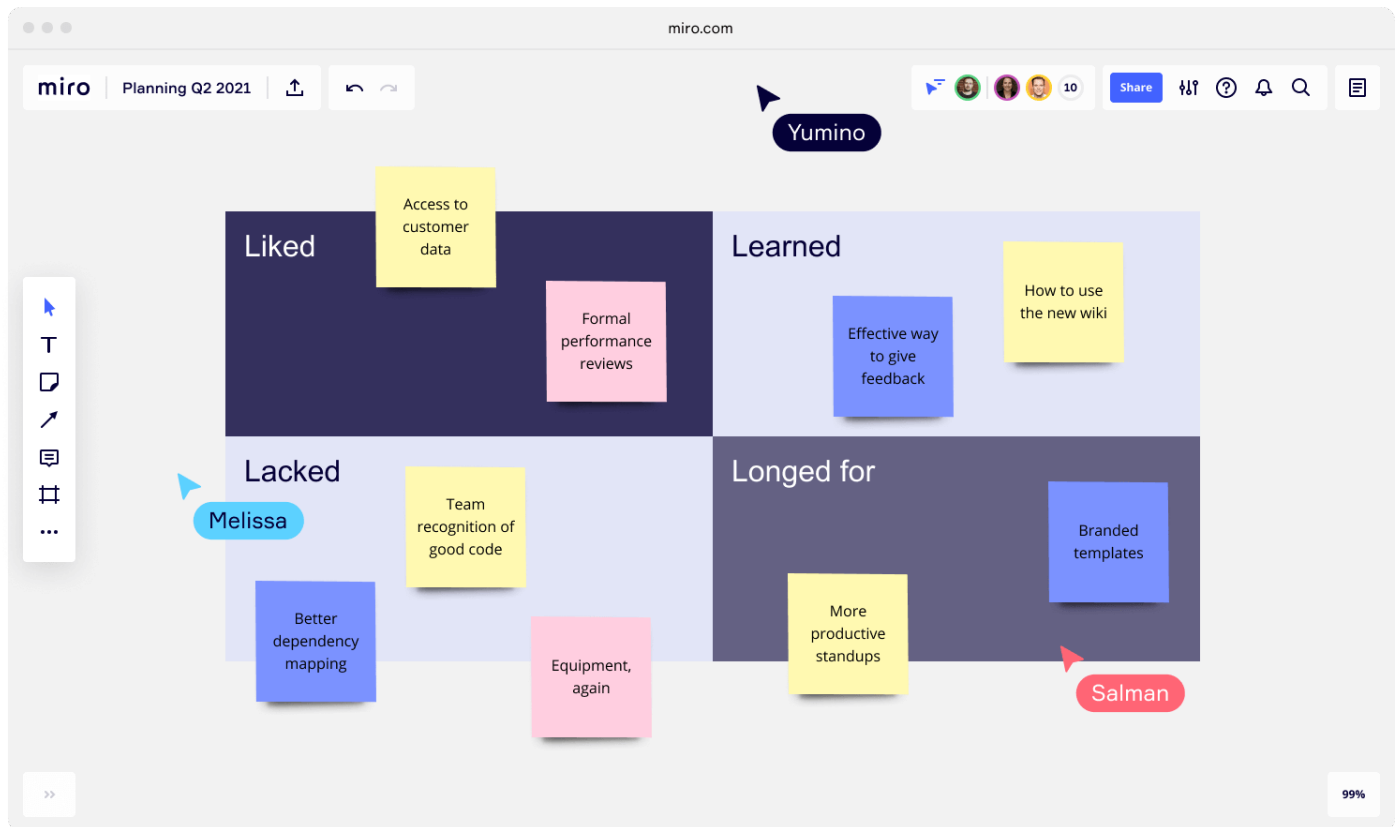 miro.com
miro
Planning Q2 2021
10
Share
Yumino
Liked
Access to
customer
data
Formal
performance
reviews
Learned
Effective way
to give
feedback
How to use
the new wiki
Lacked
Team
recognition of
good code
Melissa
Better
dependency
mapping
Equipment,
again
Longed for
Branded
templates
More
productive
standups
Salman
99%